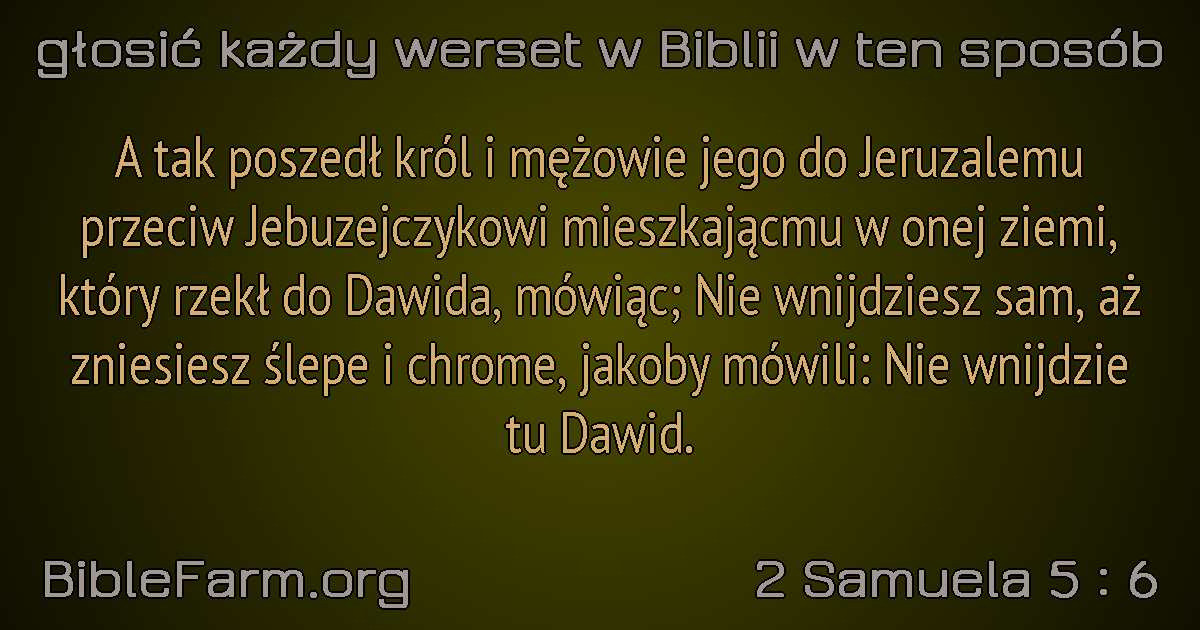 głosić każdy werset w Biblii w ten sposób
A tak poszedł król i mężowie jego do Jeruzalemu
przeciw Jebuzejczykowi mieszkającmu w onej ziemi,
który rzekł do Dawida, mówiąc; Nie wnijdziesz sam, aż
zniesiesz ślepe i chrome, jakoby mówili: Nie wnijdzie
tu Dawid.
BibleFarm.org
2 Samuela 5 : 6